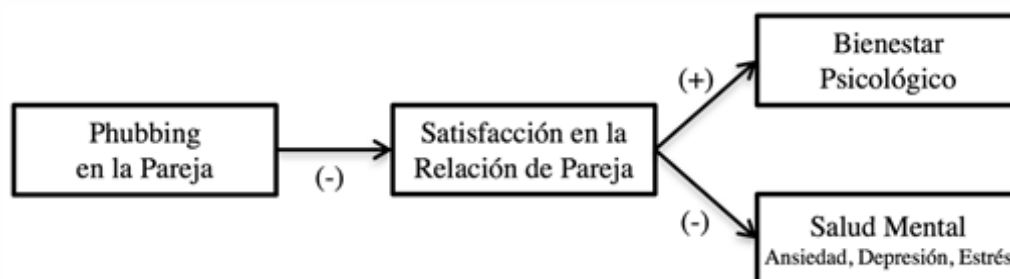 Phubbing
en la Pareja
(-)
Satisfacción en la
Relación de Pareja
(+)
(-)
Bienestar
Psicológico
Salud Mental
Ansiedad, Depresión, Estrés